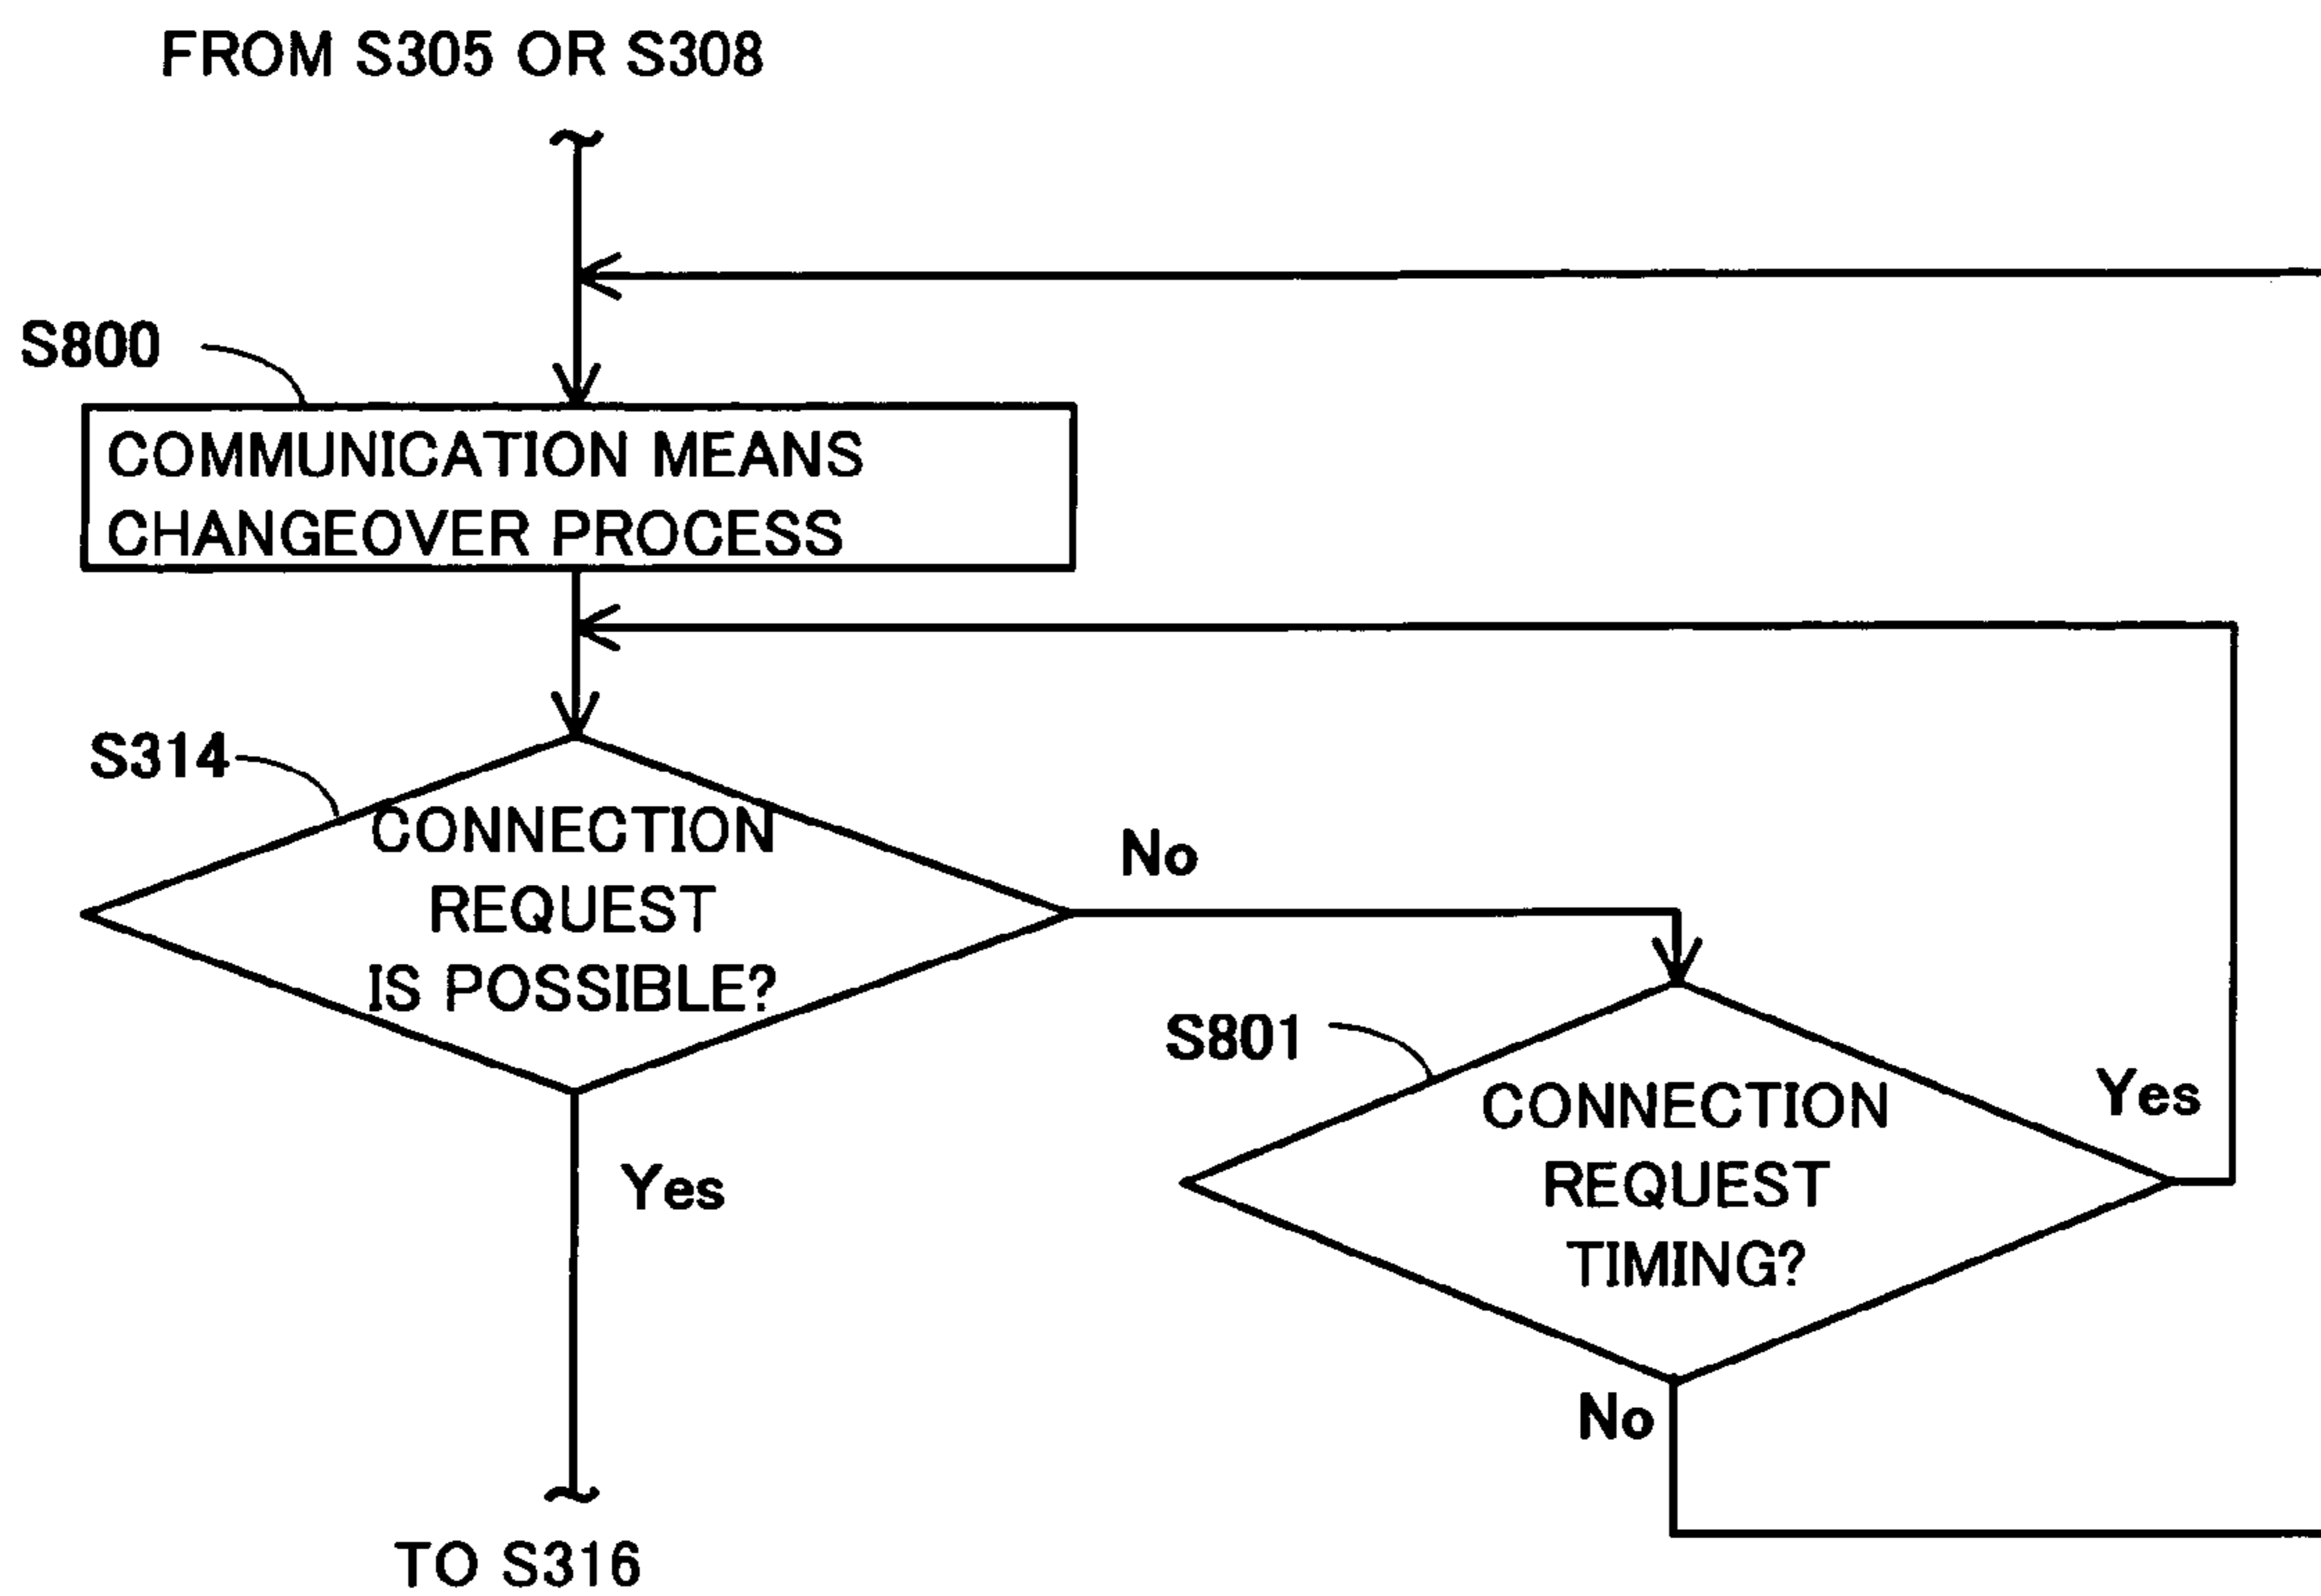 FROM S305 OR S308
S800
COMMUNICATION MEANS
CHANGEOVER PROCESS
S314
CONNECTION
REQUEST
IS POSSIBLE?
No
Yes
S801
CONNECTION
REQUEST
TIMING?
Yes
No
TO S316